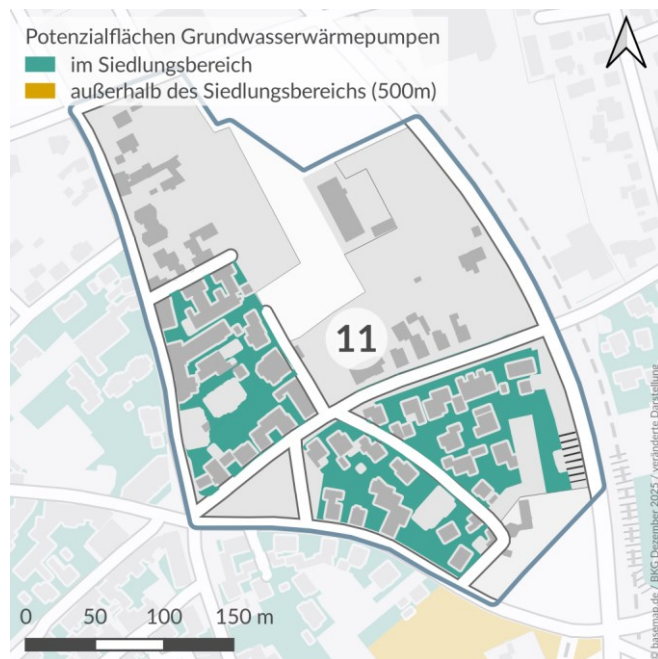 Potenzialflächen Grundwasserwärmepumpen
im Siedlungsbereich
außerhalb des Siedlungsbereichs (500m)
11
0 50 100 150 m
© basemap.de / BKG Dezember 2025 / veränderte Darstellung